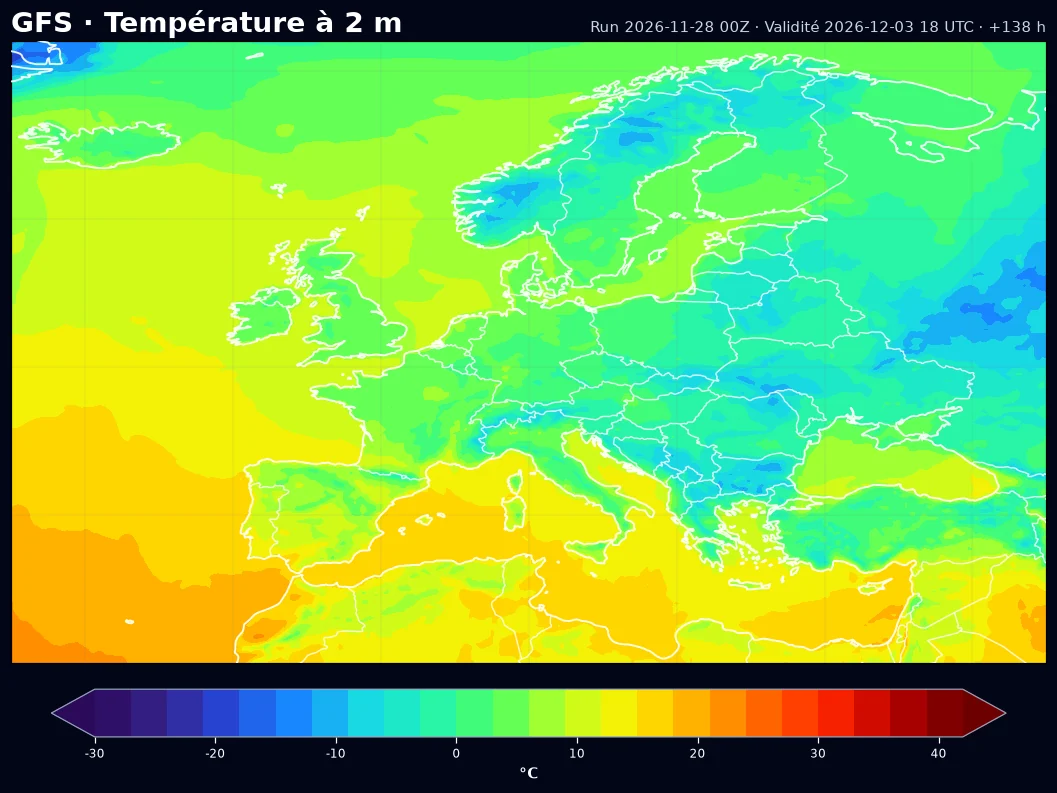 GFS · Température à 2 m
Run 2026-11-28 00Z · Validité 2026-12-03 18 UTC · +138 h
-30 -20 -10 0 10 20 30 40
°C